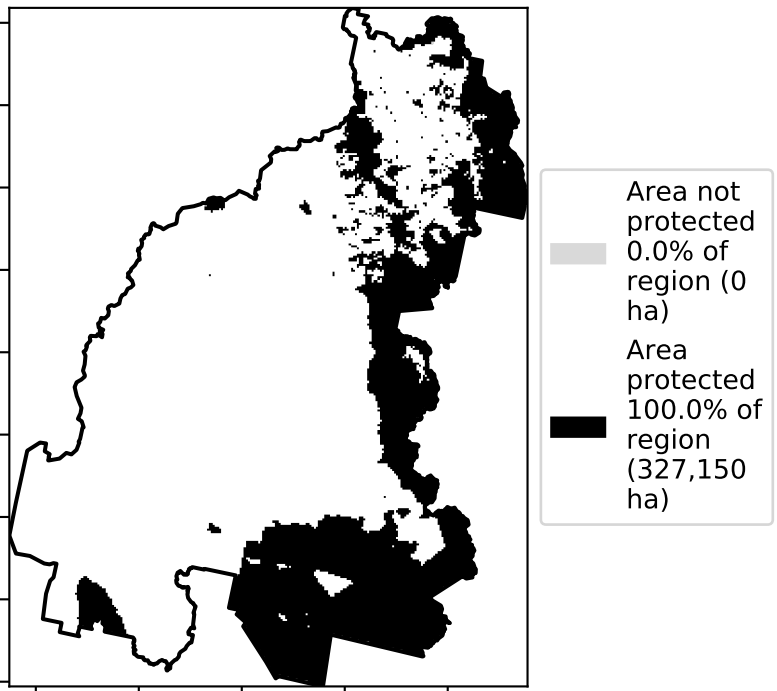 Area not
protected
0.0% of
region (0
ha)
Area
protected
100.0% of
region
(327,150
ha)